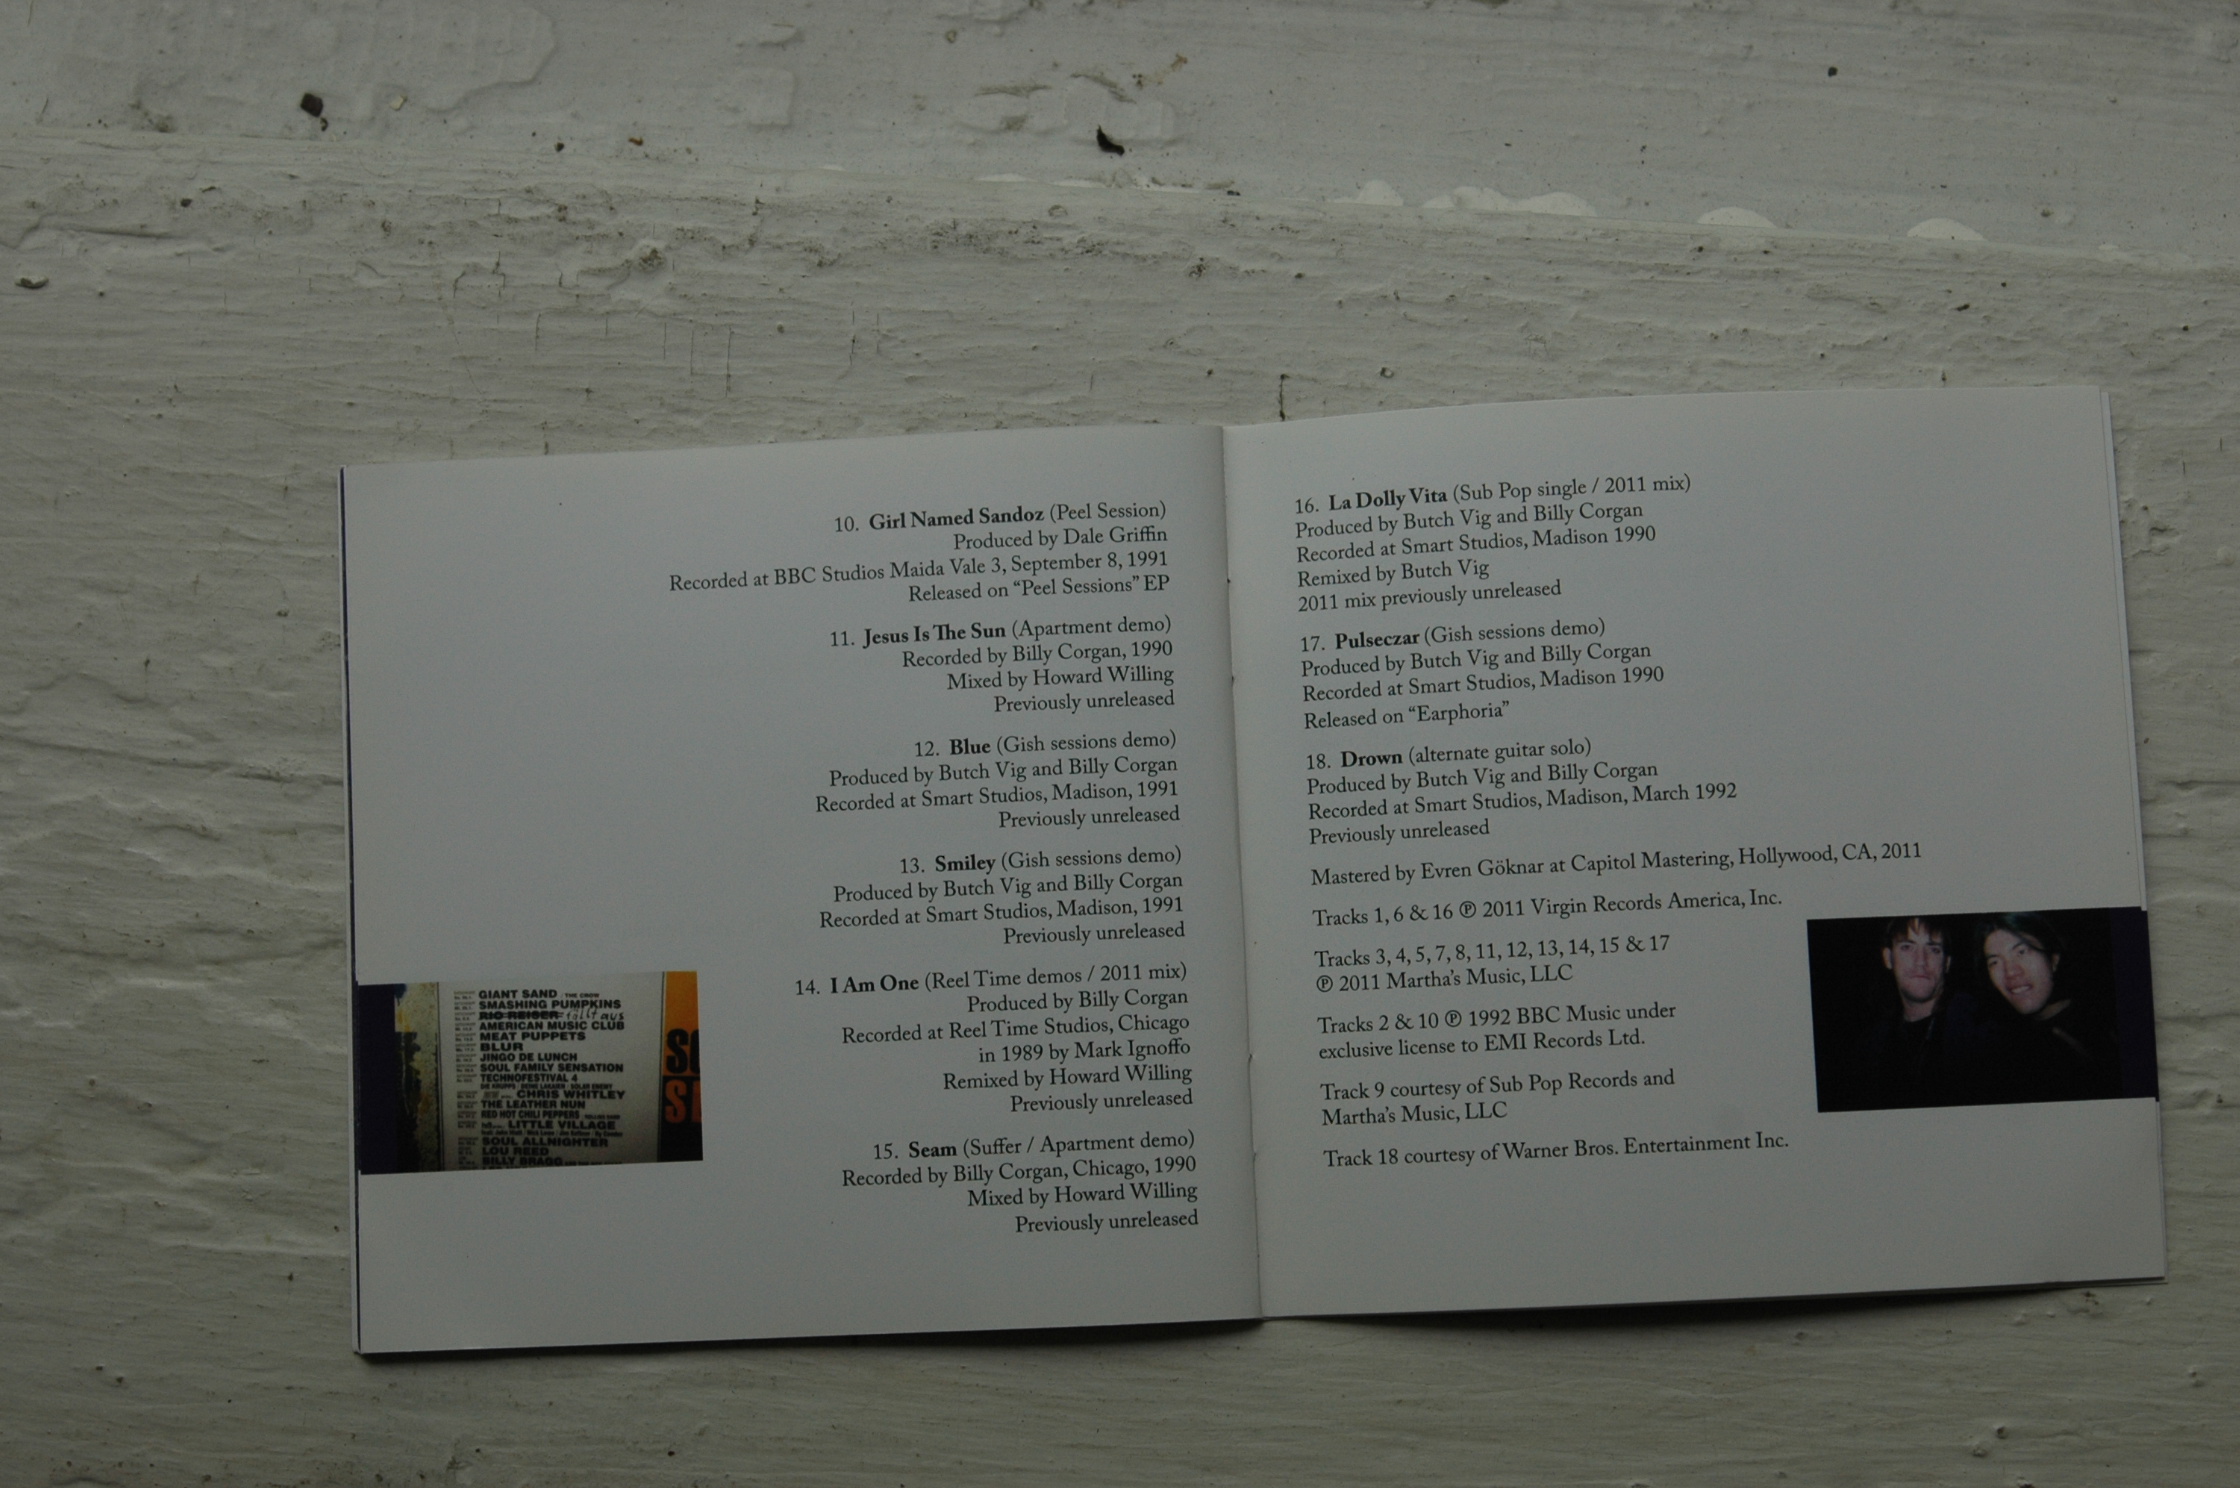 10. Girl Named Sandoz (Peel Session)
Produced by Dale Griffin
Recorded at BBC Studios Maida Vale 3, September 8, 1991
Released on “Peel Sessions” EP
11. Jesus Is The Sun (Apartment demo)
Recorded by Billy Corgan, 1990
Mixed by Howard Willing
Previously unreleased
12. Blue (Gish sessions demo)
Produced by Butch Vig and Billy Corgan
Recorded at Smart Studios, Madison, 1991
Previously unreleased
13. Smiley (Gish sessions demo)
Produced by Butch Vig and Billy Corgan
Recorded at Smart Studios, Madison, 1991
Previously unreleased
14. I Am One (Reel Time demos / 2011 mix)
Produced by Billy Corgan
Recorded at Reel Time Studios, Chicago
in 1989 by Mark Ignoffo
Remixed by Howard Willing
Previously unreleased
15. Seam (Suffer / Apartment demo)
Recorded by Billy Corgan, Chicago, 1990
Mixed by Howard Willing
Previously unreleased
GIANT SAND THE CROW
SMASHING PUMPKINS
RIO REISER fällt aus
AMERICAN MUSIC CLUB
MEAT PUPPETS
BLUR
JINGO DE LUNCH
SOUL FAMILY SENSATION
TECHNOFESTIVAL 4
CHRIS WHITLEY
THE LEATHER NUN
RED HOT CHILI PEPPERS
LITTLE VILLAGE
SOUL ALLNIGHTER
LOU REED
BILLY BRAGG
16. La Dolly Vita (Sub Pop single / 2011 mix)
Produced by Butch Vig and Billy Corgan
Recorded at Smart Studios, Madison 1990
Remixed by Butch Vig
2011 mix previously unreleased
17. Pulseczar (Gish sessions demo)
Produced by Butch Vig and Billy Corgan
Recorded at Smart Studios, Madison 1990
Released on “Earphoria”
18. Drown (alternate guitar solo)
Produced by Butch Vig and Billy Corgan
Recorded at Smart Studios, Madison, March 1992
Previously unreleased
Mastered by Evren Göknar at Capitol Mastering, Hollywood, CA, 2011
Tracks 1, 6 & 16 ℗ 2011 Virgin Records America, Inc.
Tracks 3, 4, 5, 7, 8, 11, 12, 13, 14, 15 & 17
℗ 2011 Martha’s Music, LLC
Tracks 2 & 10 ℗ 1992 BBC Music under
exclusive license to EMI Records Ltd.
Track 9 courtesy of Sub Pop Records and
Martha’s Music, LLC
Track 18 courtesy of Warner Bros. Entertainment Inc.